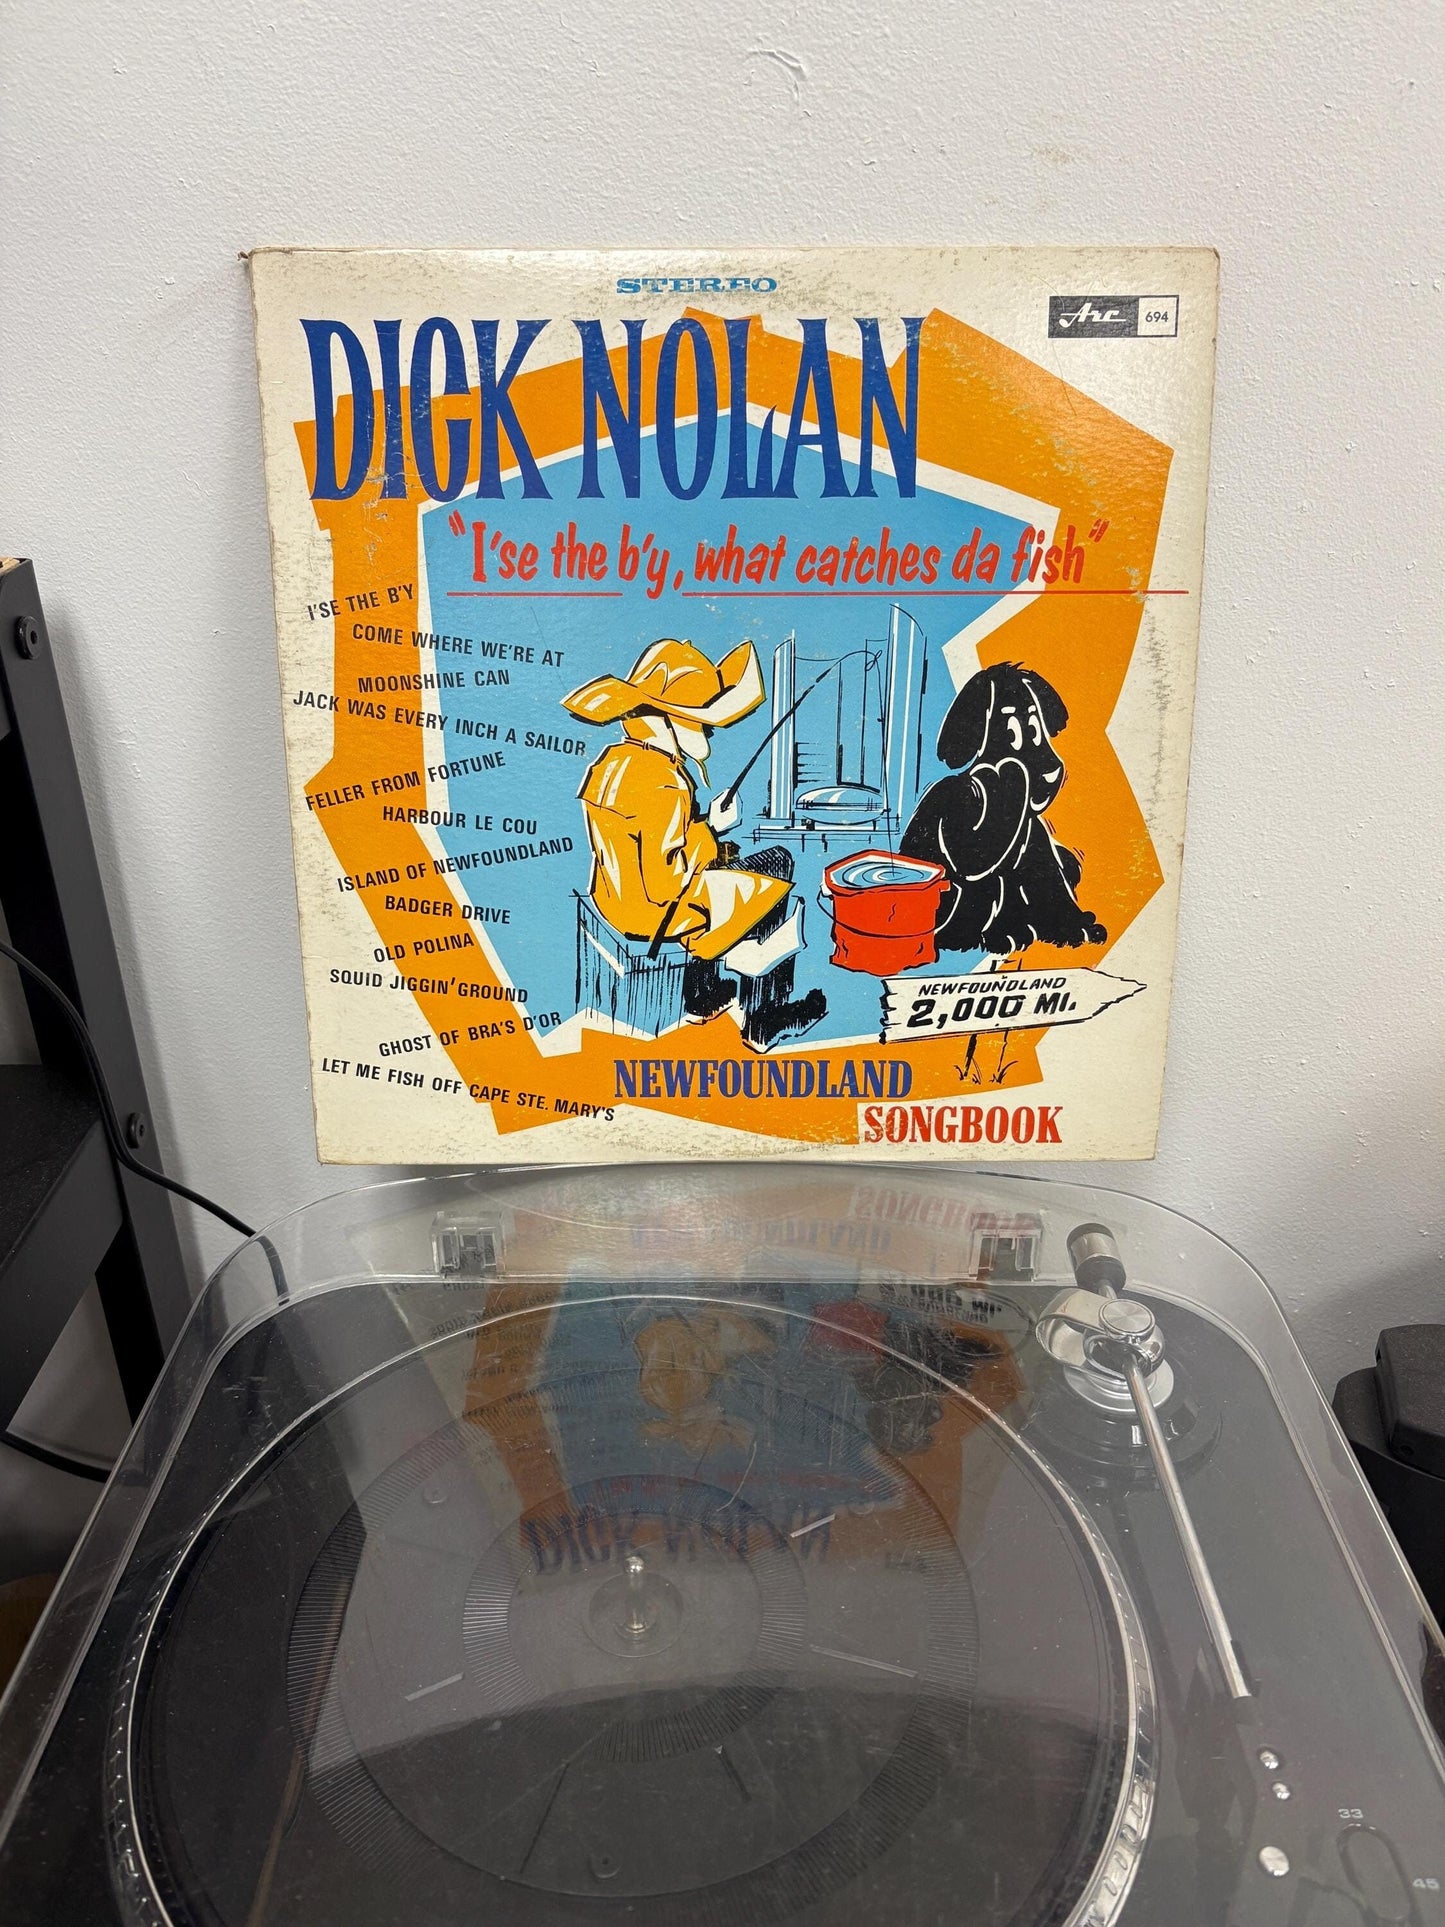 STEREO
Arc 694
DICK NOLAN
"I'se the b'y, what catches da fish"
I'SE THE B'Y
COME WHERE WE'RE AT
MOONSHINE CAN
JACK WAS EVERY INCH A SAILOR
FELLER FROM FORTUNE
HARBOUR LE COU
ISLAND OF NEWFOUNDLAND
BADGER DRIVE
OLD POLINA
SQUID JIGGIN' GROUND
GHOST OF BRA'S D'OR
LET ME FISH OFF CAPE STE. MARY'S
NEWFOUNDLAND
2,000 MI.
NEWFOUNDLAND
SONGBOOK
33
45